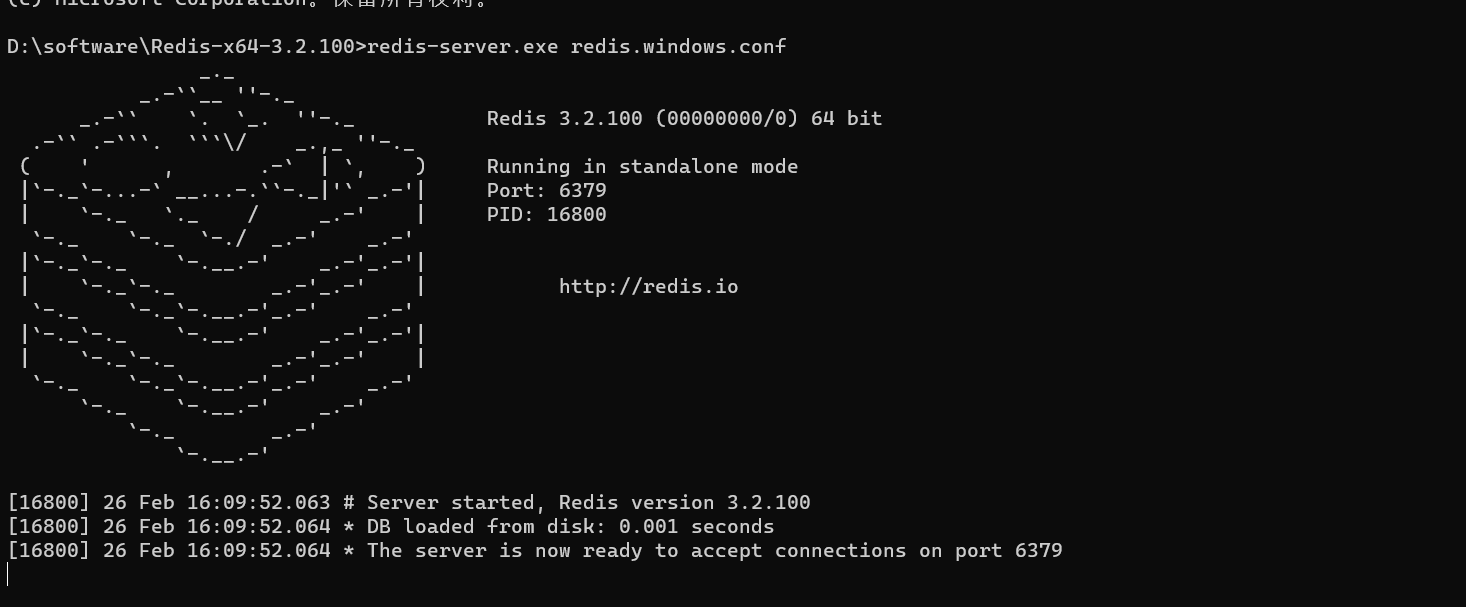 (c) Microsoft Corporation。保留所有权利。
D:\software\Redis-x64-3.2.100>redis-server.exe redis.windows.conf
Redis 3.2.100 (00000000/0) 64 bit
Running in standalone mode
Port: 6379
PID: 16800
http://redis.io
[16800] 26 Feb 16:09:52.063 # Server started, Redis version 3.2.100
[16800] 26 Feb 16:09:52.064 * DB loaded from disk: 0.001 seconds
[16800] 26 Feb 16:09:52.064 * The server is now ready to accept connections on port 6379